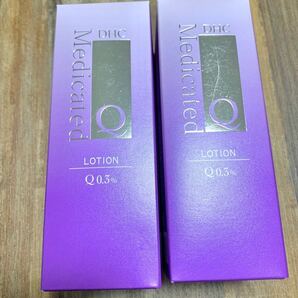 DHC
Medicated
Q
LOTION
Q 0.3%
DHC
Medicated
Q
LOTION
Q 0.3%